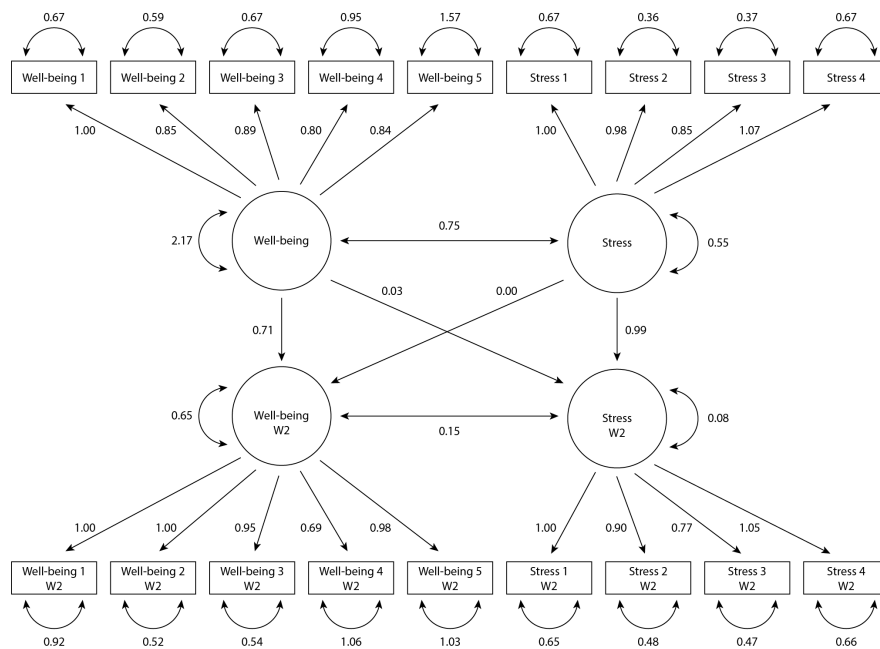 0.67 0.59 0.67 0.95 1.57 0.67 0.36 0.37 0.67
Well-being 1 Well-being 2 Well-being 3 Well-being 4 Well-being 5 Stress 1 Stress 2 Stress 3 Stress 4
1.00 0.85 0.89 0.80 0.84 1.00 0.98 0.85 1.07
0.75
2.17 Well-being Stress 0.55
0.03 0.00
0.71 0.99
0.65 Well-being Stress 0.08
W2 W2
0.15
1.00 1.00 0.95 0.69 0.98 1.00 0.90 0.77 1.05
Well-being 1 Well-being 2 Well-being 3 Well-being 4 Well-being 5 Stress 1 Stress 2 Stress 3 Stress 4
W2 W2 W2 W2 W2 W2 W2 W2 W2
0.92 0.52 0.54 1.06 1.03 0.65 0.48 0.47 0.66